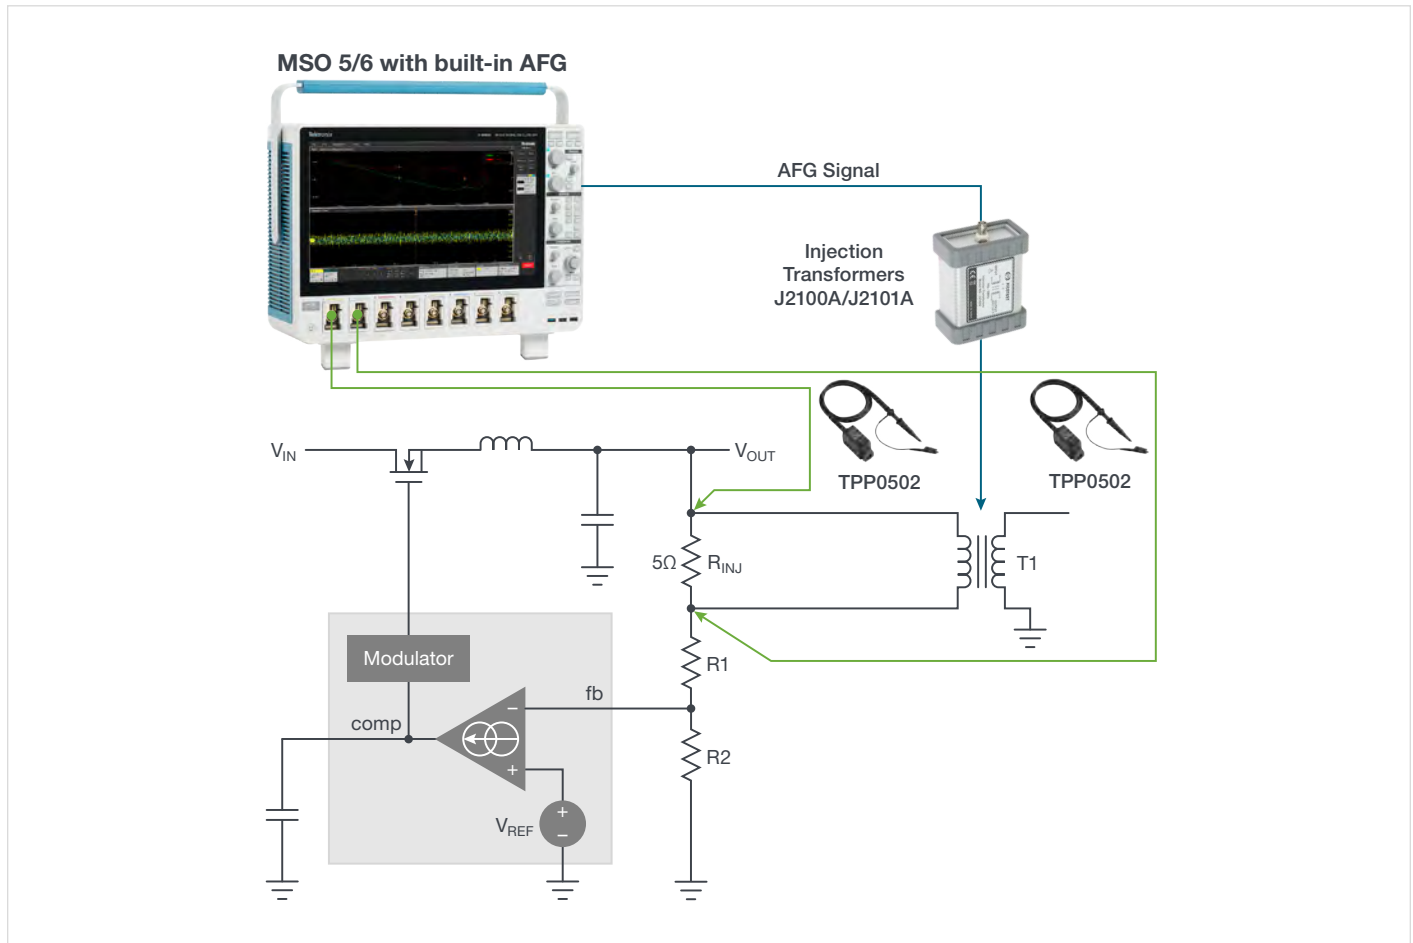 MSO 5/6 with built-in AFG
Tektronix
AFG Signal
Injection
Transformers
J2100A/J2101A
TPP0502
TPP0502
VIN
VOUT
5Ω
RINJ
T1
Modulator
R1
fb
comp
−
+
R2
VREF
+
−